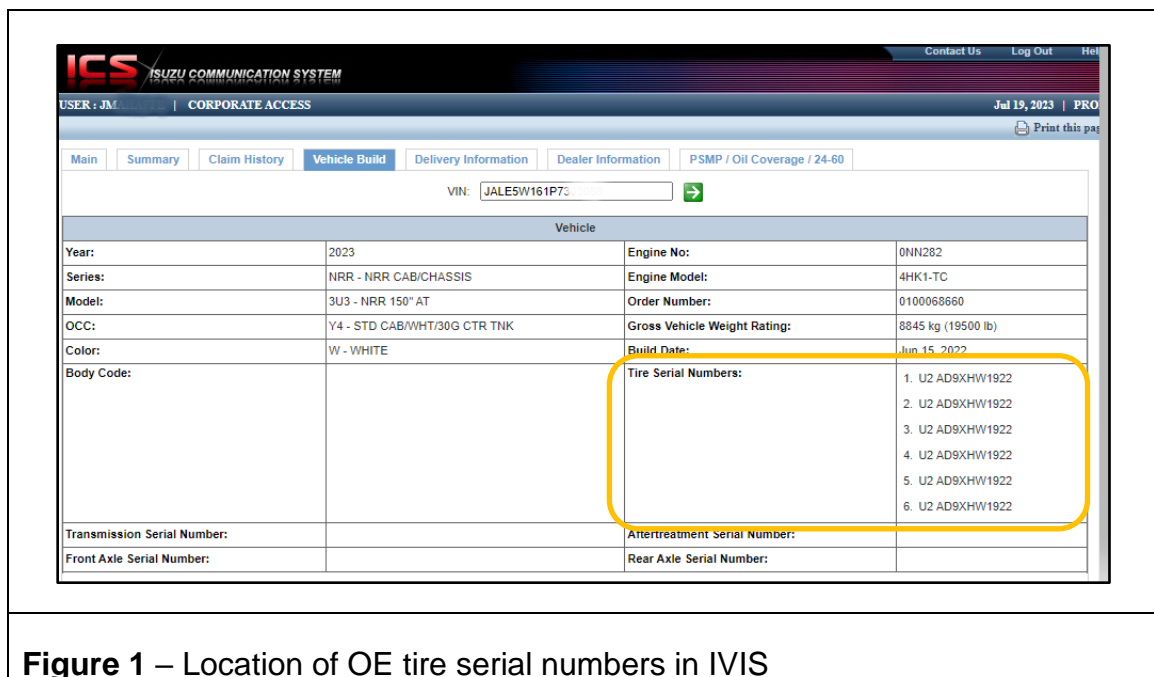 ICS ISUZU COMMUNICATION SYSTEM
Contact Us Log Out Hel
USER : JM | CORPORATE ACCESS
Jul 19, 2023 | PRO
Print this pag
Main Summary Claim History Vehicle Build Delivery Information Dealer Information PSMP / Oil Coverage / 24-60
VIN: JALE5W161P73
Vehicle
Year: 2023 Engine No: 0NN282
Series: NRR - NRR CAB/CHASSIS Engine Model: 4HK1-TC
Model: 3U3 - NRR 150" AT Order Number: 0100068660
OCC: Y4 - STD CAB/WHT/30G CTR TNK Gross Vehicle Weight Rating: 8845 kg (19500 lb)
Color: W - WHITE Build Date: Jun 15, 2022
Body Code: Tire Serial Numbers: 1. U2 AD9XHW1922
2. U2 AD9XHW1922
3. U2 AD9XHW1922
4. U2 AD9XHW1922
5. U2 AD9XHW1922
6. U2 AD9XHW1922
Transmission Serial Number: Aftertreatment Serial Number:
Front Axle Serial Number: Rear Axle Serial Number:
Figure 1 – Location of OE tire serial numbers in IVIS